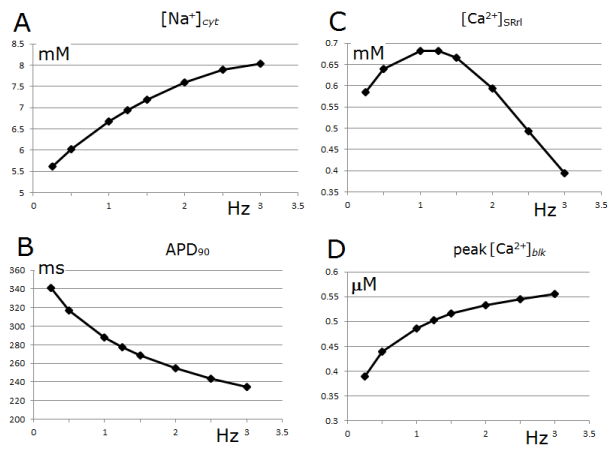 A
[Na⁺]cyt
mM
8.5
8
7.5
7
6.5
6
5.5
5
0 0.5 1 1.5 2 2.5 3 3.5
Hz
C
[Ca²⁺]SRrl
mM
0.7
0.65
0.6
0.55
0.5
0.45
0.4
0.35
0 0.5 1 1.5 2 2.5 3 3.5
Hz
B
APD90
ms
360
340
320
300
280
260
240
220
200
0 0.5 1 1.5 2 2.5 3 3.5
Hz
D
peak [Ca²⁺]blk
μM
0.6
0.55
0.5
0.45
0.4
0.35
0.3
0 0.5 1 1.5 2 2.5 3 3.5
Hz